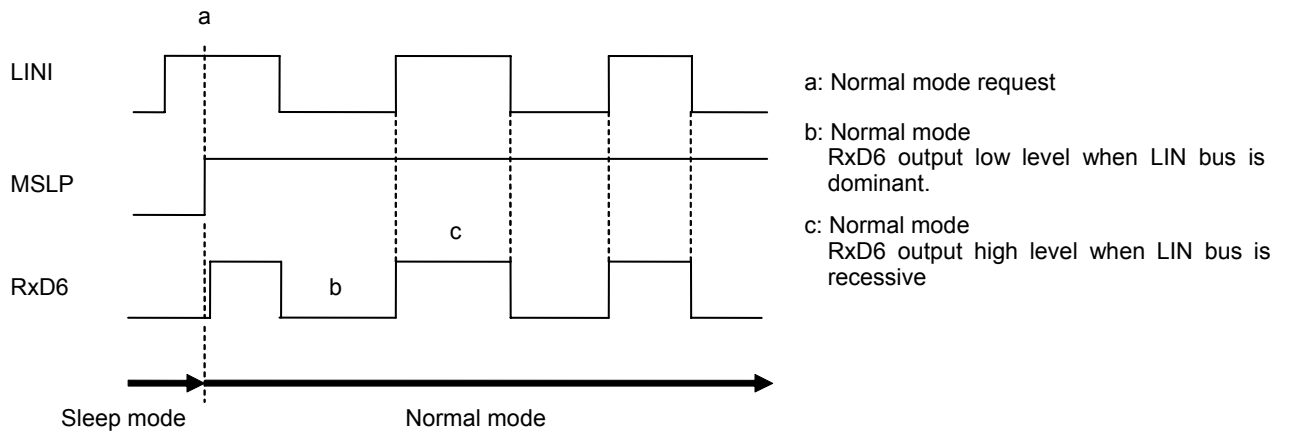 a
LINI
MSLP
c
RxD6
b
Sleep mode
Normal mode
a: Normal mode request
b: Normal mode
RxD6 output low level when LIN bus is
dominant.
c: Normal mode
RxD6 output high level when LIN bus is
recessive